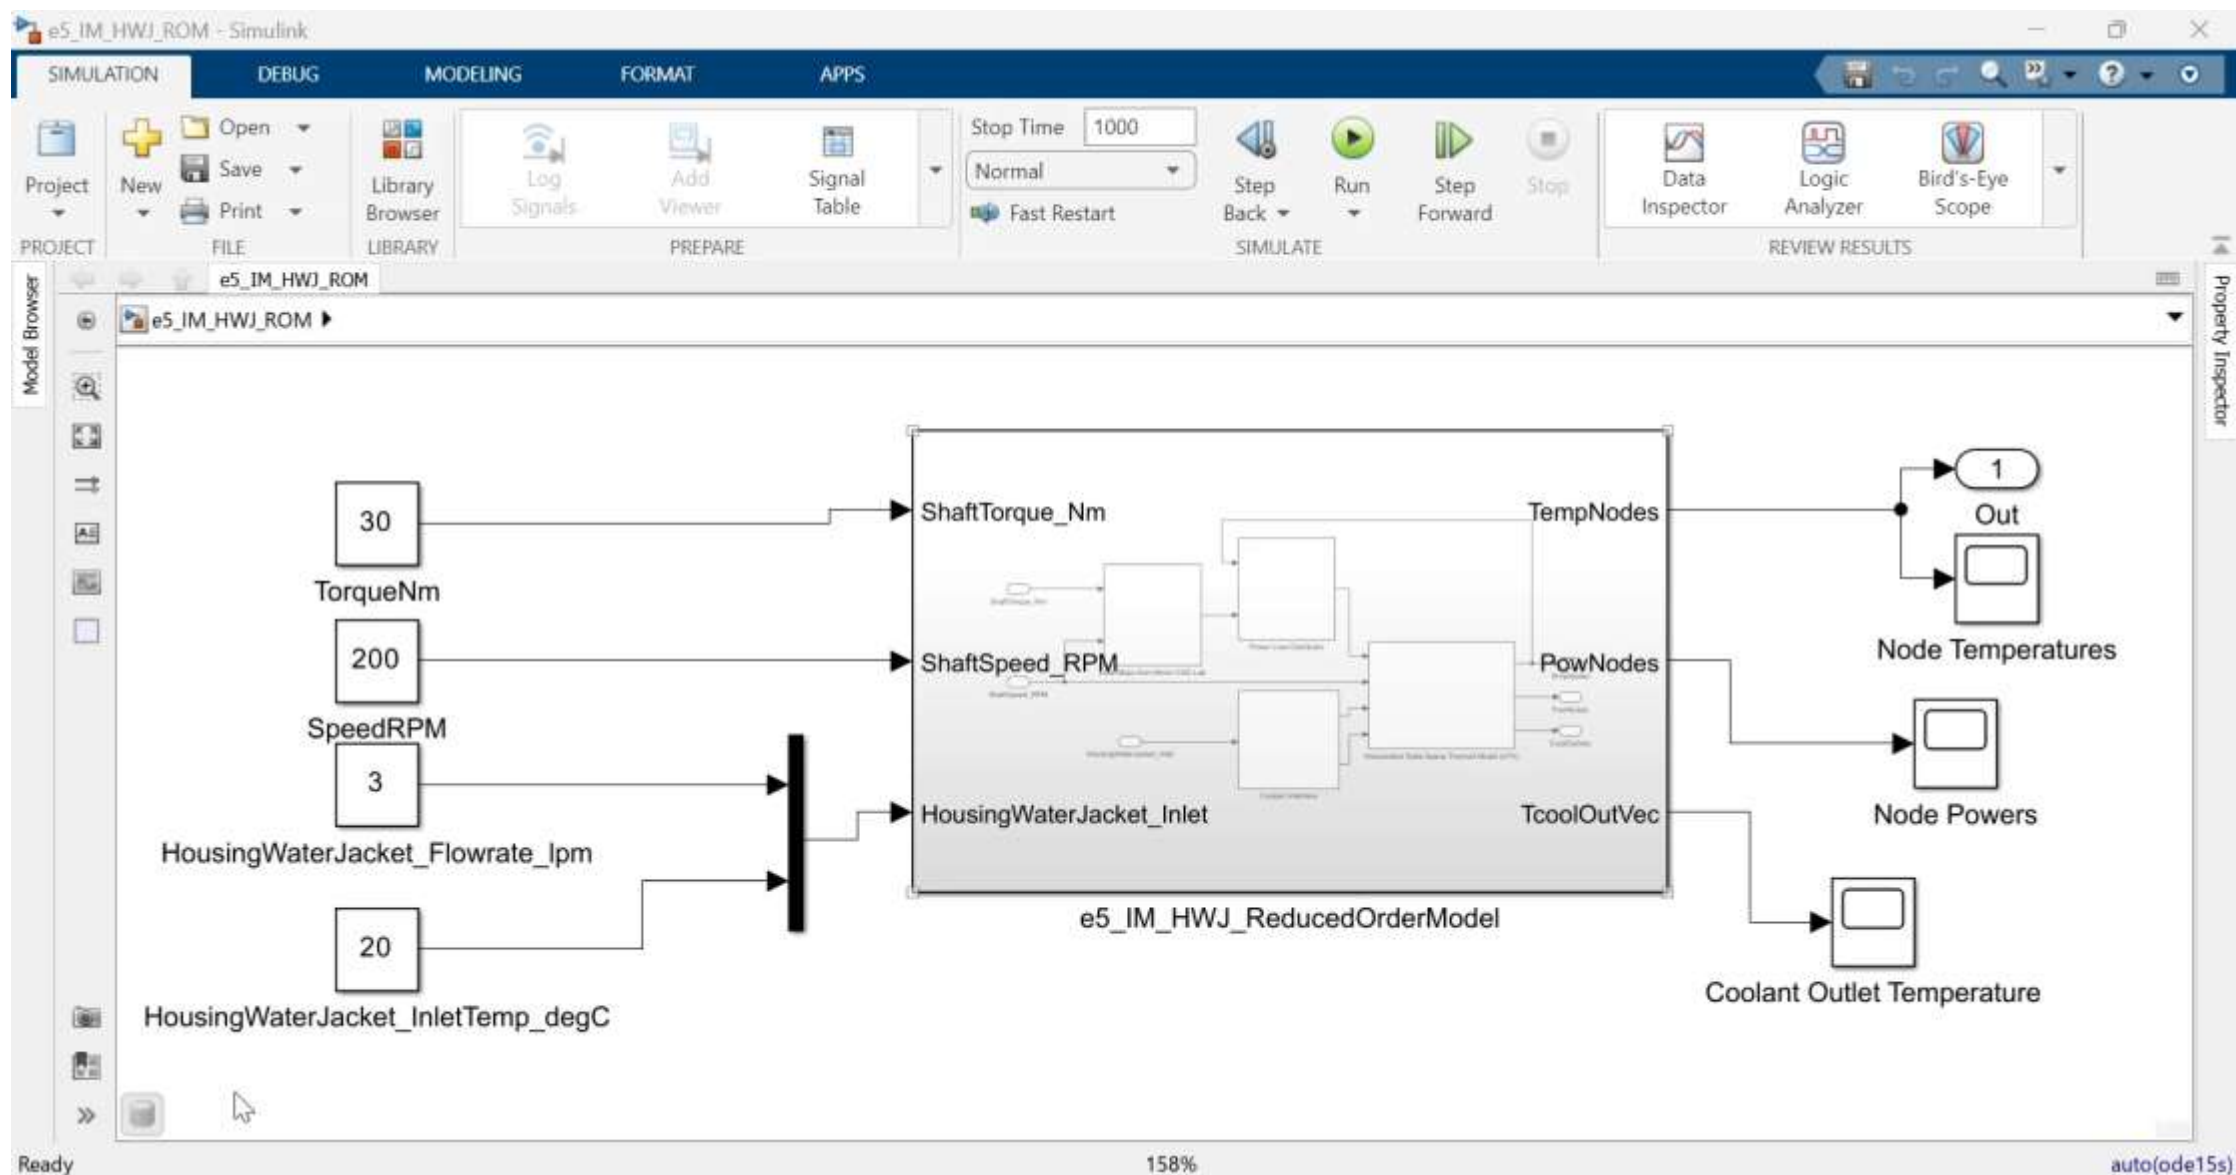 e5_IM_HWJ_ROM - Simulink
SIMULATION DEBUG MODELING FORMAT APPS
Project
PROJECT
New
Open
Save
Print
FILE
Library
Browser
LIBRARY
Log
Signals
Add
Viewer
Signal
Table
PREPARE
Stop Time 1000
Normal
Fast Restart
Step
Back
Run
Step
Forward
Stop
SIMULATE
Data
Inspector
Logic
Analyzer
Bird's-Eye
Scope
REVIEW RESULTS
Model Browser
Property Inspector
e5_IM_HWJ_ROM
e5_IM_HWJ_ROM
30
TorqueNm
200
SpeedRPM
3
HousingWaterJacket_Flowrate_lpm
20
HousingWaterJacket_InletTemp_degC
ShaftTorque_Nm
ShaftSpeed_RPM
HousingWaterJacket_Inlet
TempNodes
PowNodes
TcoolOutVec
e5_IM_HWJ_ReducedOrderModel
1
Out
Node Temperatures
Node Powers
Coolant Outlet Temperature
Ready
158%
auto(ode15s)